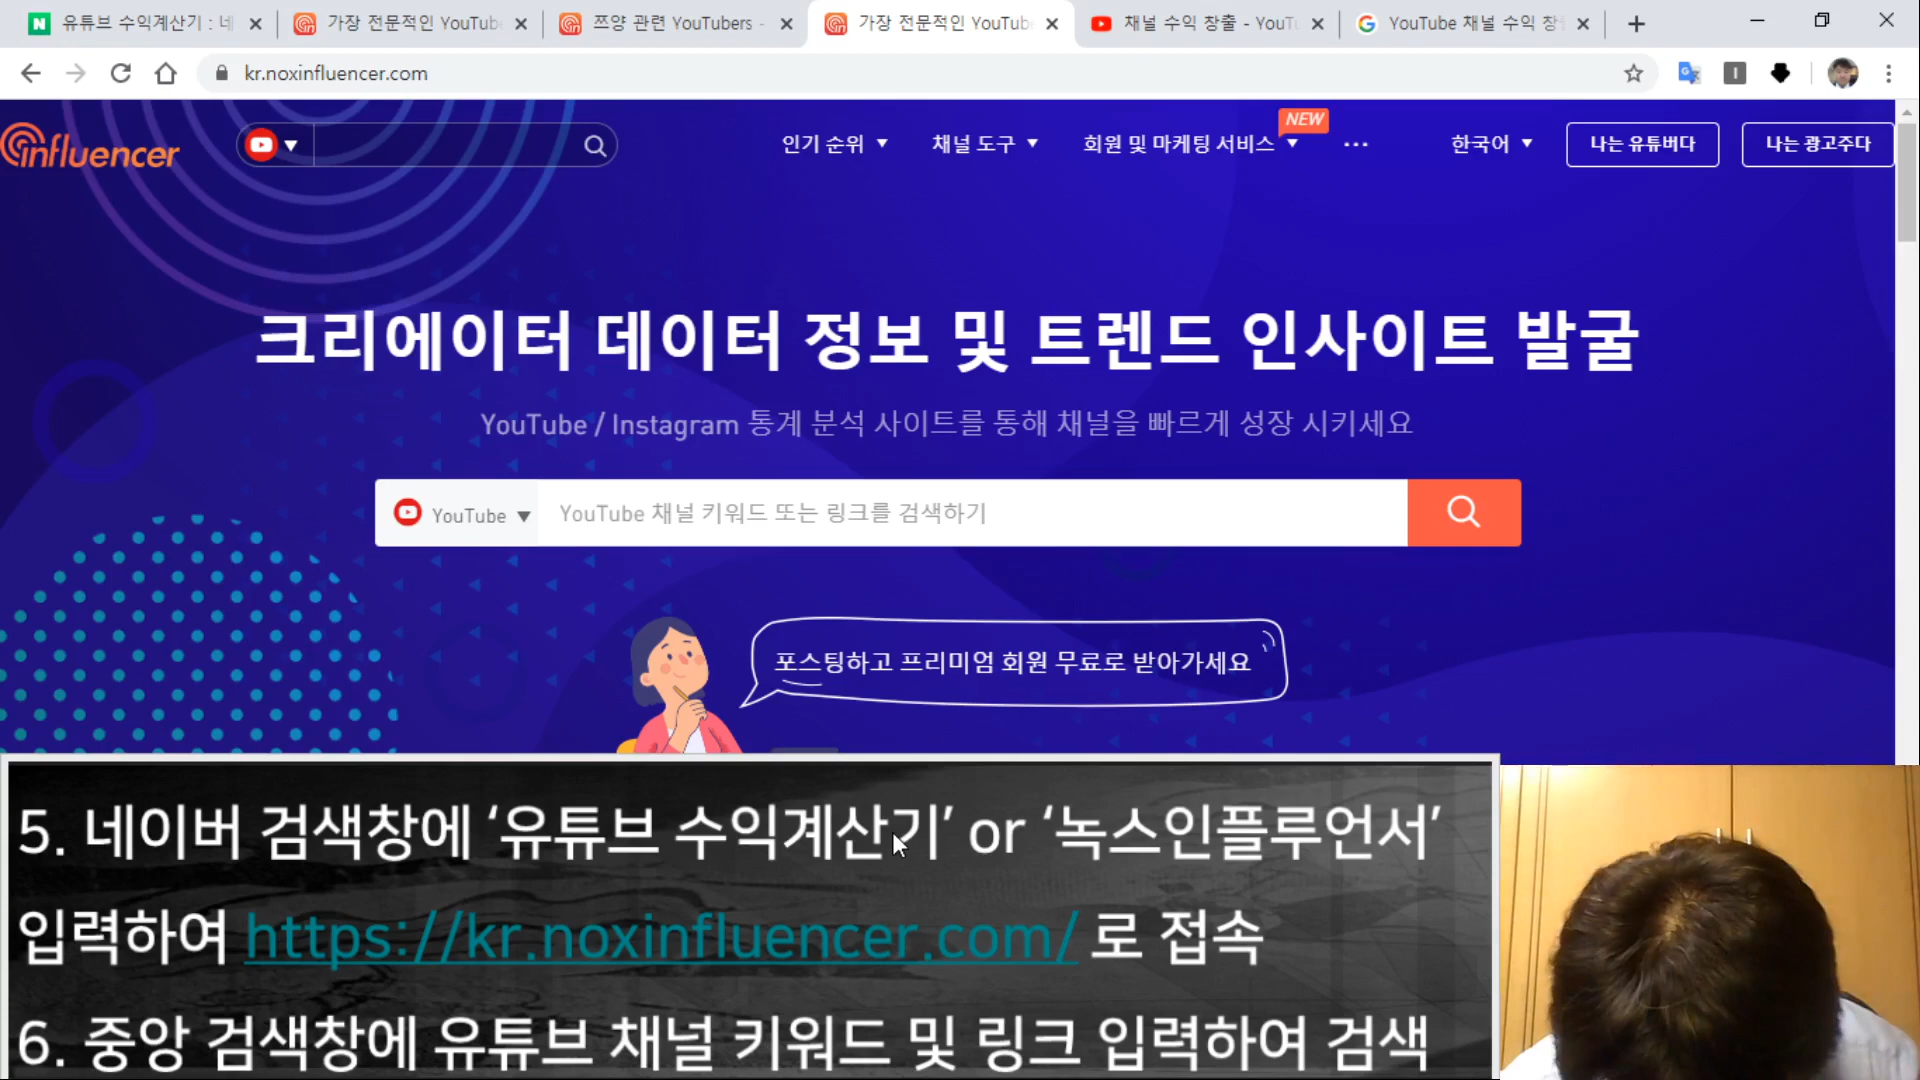 유튜브 수익계산기 : 네
가장 전문적인 YouTube
쯔양 관련 YouTubers -
가장 전문적인 YouTube
채널 수익 창출 - YouTu
YouTube 채널 수익 창출
kr.noxinfluencer.com
influencer
인기 순위
채널 도구
회원 및 마케팅 서비스
NEW
한국어
나는 유튜버다
나는 광고주다
크리에이터 데이터 정보 및 트렌드 인사이트 발굴
YouTube / Instagram 통계 분석 사이트를 통해 채널을 빠르게 성장 시키세요
YouTube
YouTube 채널 키워드 또는 링크를 검색하기
포스팅하고 프리미엄 회원 무료로 받아가세요
5. 네이버 검색창에 ‘유튜브 수익계산기’ or ‘녹스인플루언서’
입력하여 https://kr.noxinfluencer.com/ 로 접속
6. 중앙 검색창에 유튜브 채널 키워드 및 링크 입력하여 검색